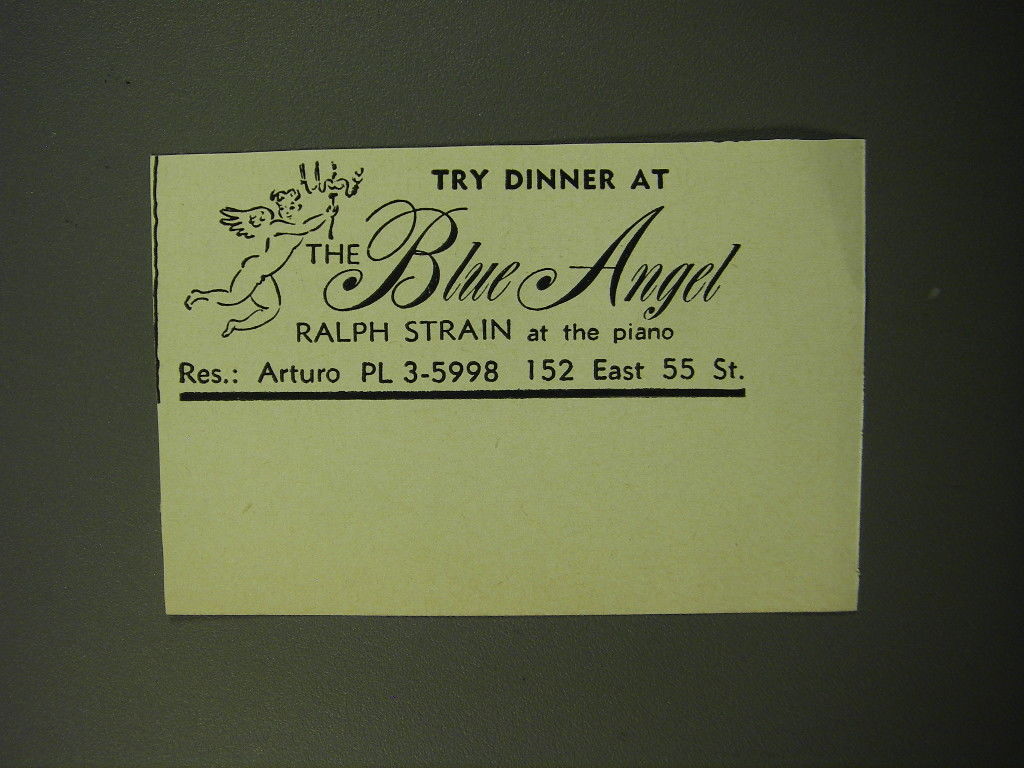 TRY DINNER AT
THE Blue Angel
RALPH STRAIN at the piano
Res.: Arturo PL 3-5998 152 East 55 St.